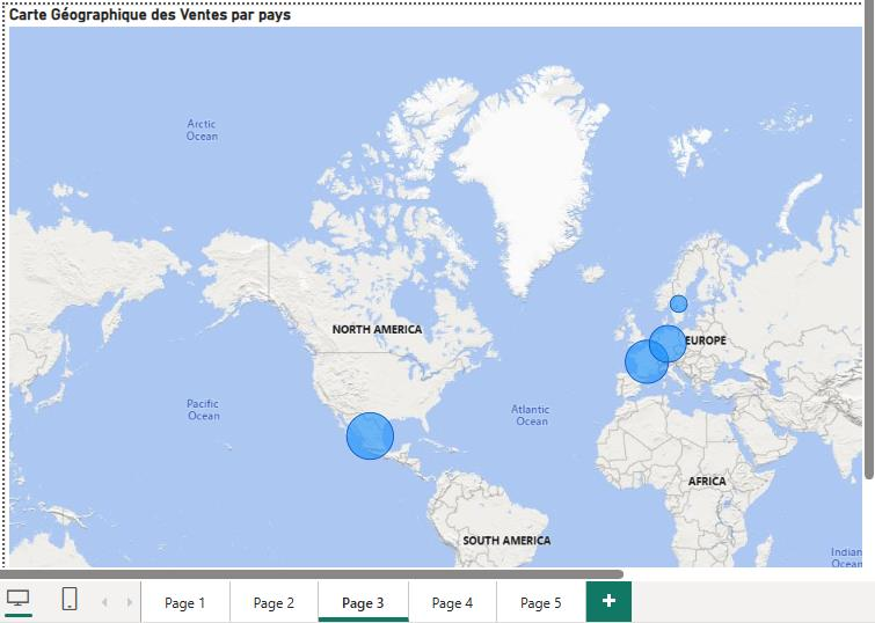 Carte Géographique des Ventes par pays
Arctic
Ocean
NORTH AMERICA
EUROPE
Pacific
Ocean
Atlantic
Ocean
AFRICA
SOUTH AMERICA
Indian
Ocean
Page 1
Page 2
Page 3
Page 4
Page 5
+